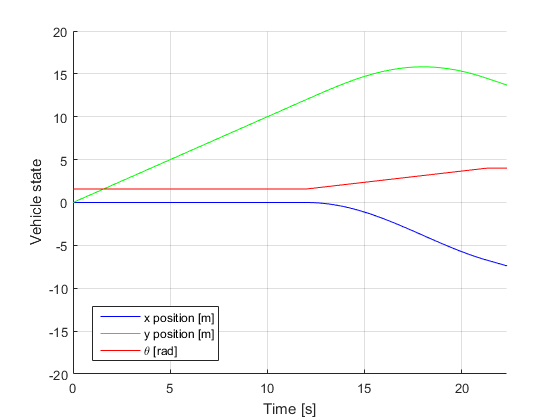 20
15
10
5
0
-5
-10
-15
-20
Vehicle state
x position [m]
y position [m]
θ [rad]
0 5 10 15 20
Time [s]